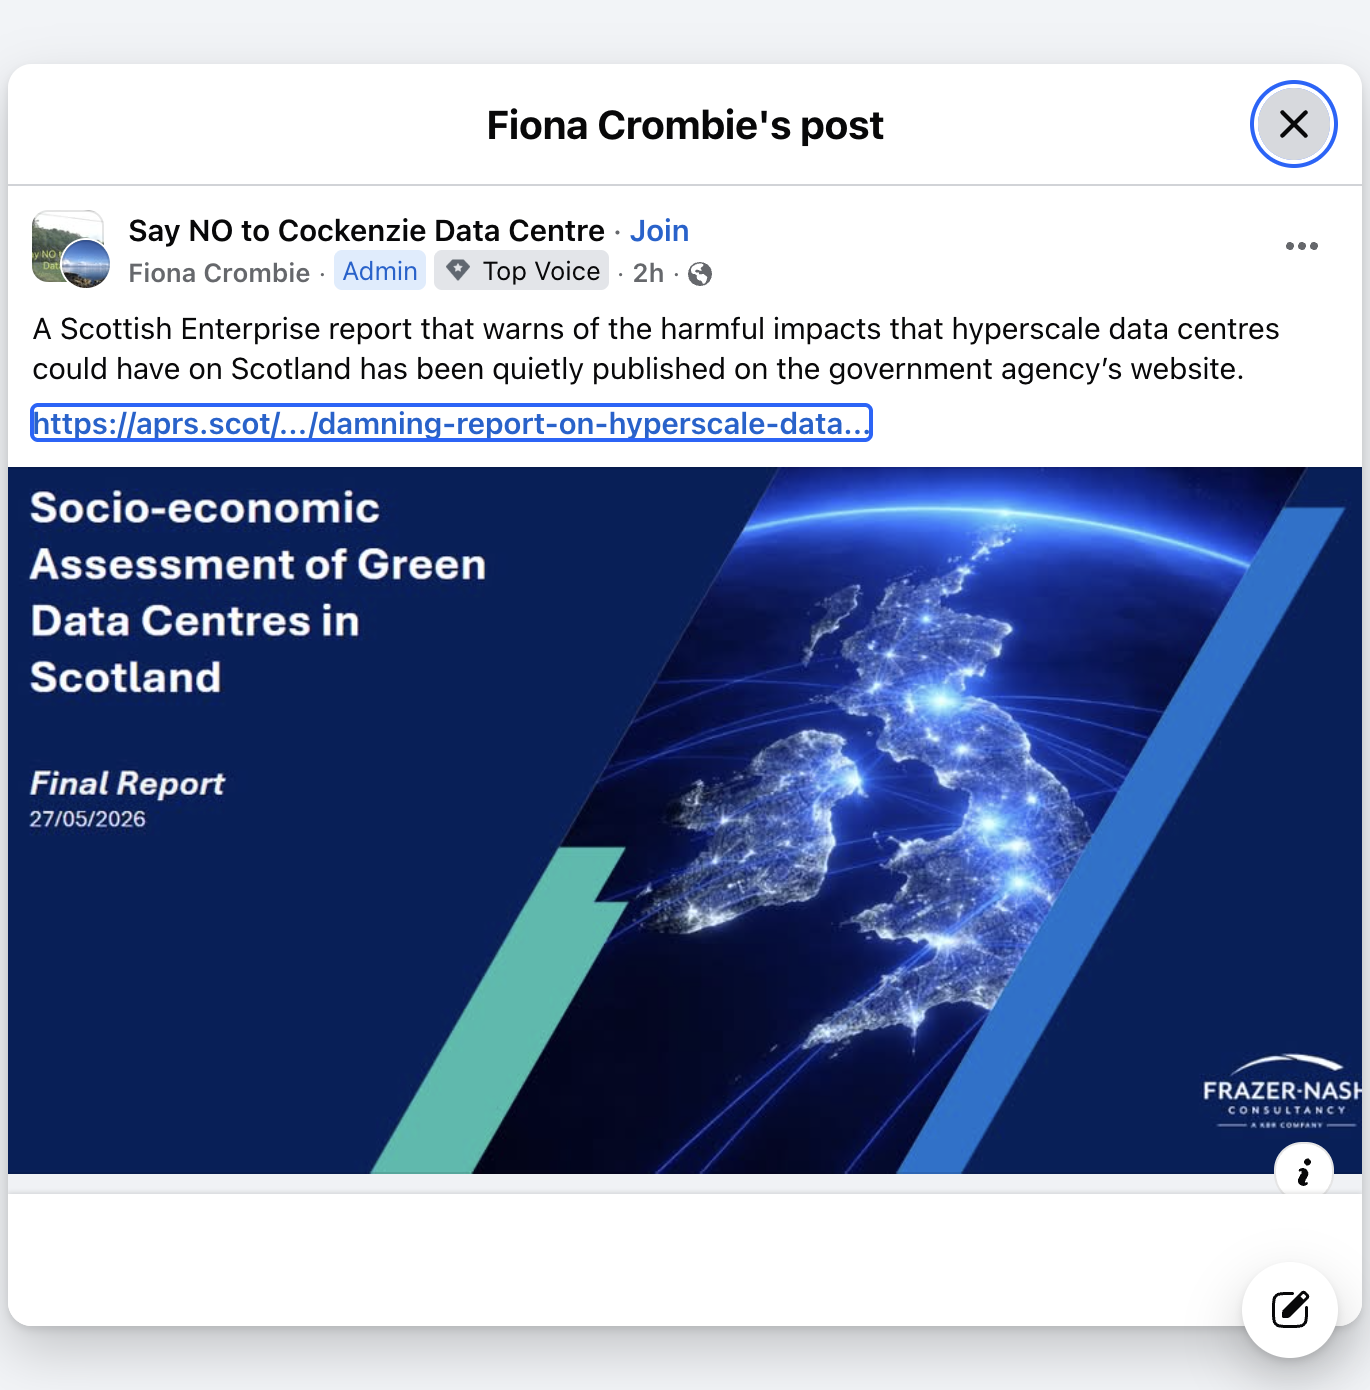 Fiona Crombie's post
Say NO to Cockenzie Data Centre · Join
Fiona Crombie · Admin Top Voice · 2h ·
A Scottish Enterprise report that warns of the harmful impacts that hyperscale data centres
could have on Scotland has been quietly published on the government agency’s website.
https://aprs.scot/.../damning-report-on-hyperscale-data...
Socio-economic
Assessment of Green
Data Centres in
Scotland
Final Report
27/05/2026
FRAZER-NASH
CONSULTANCY
A KBR COMPANY